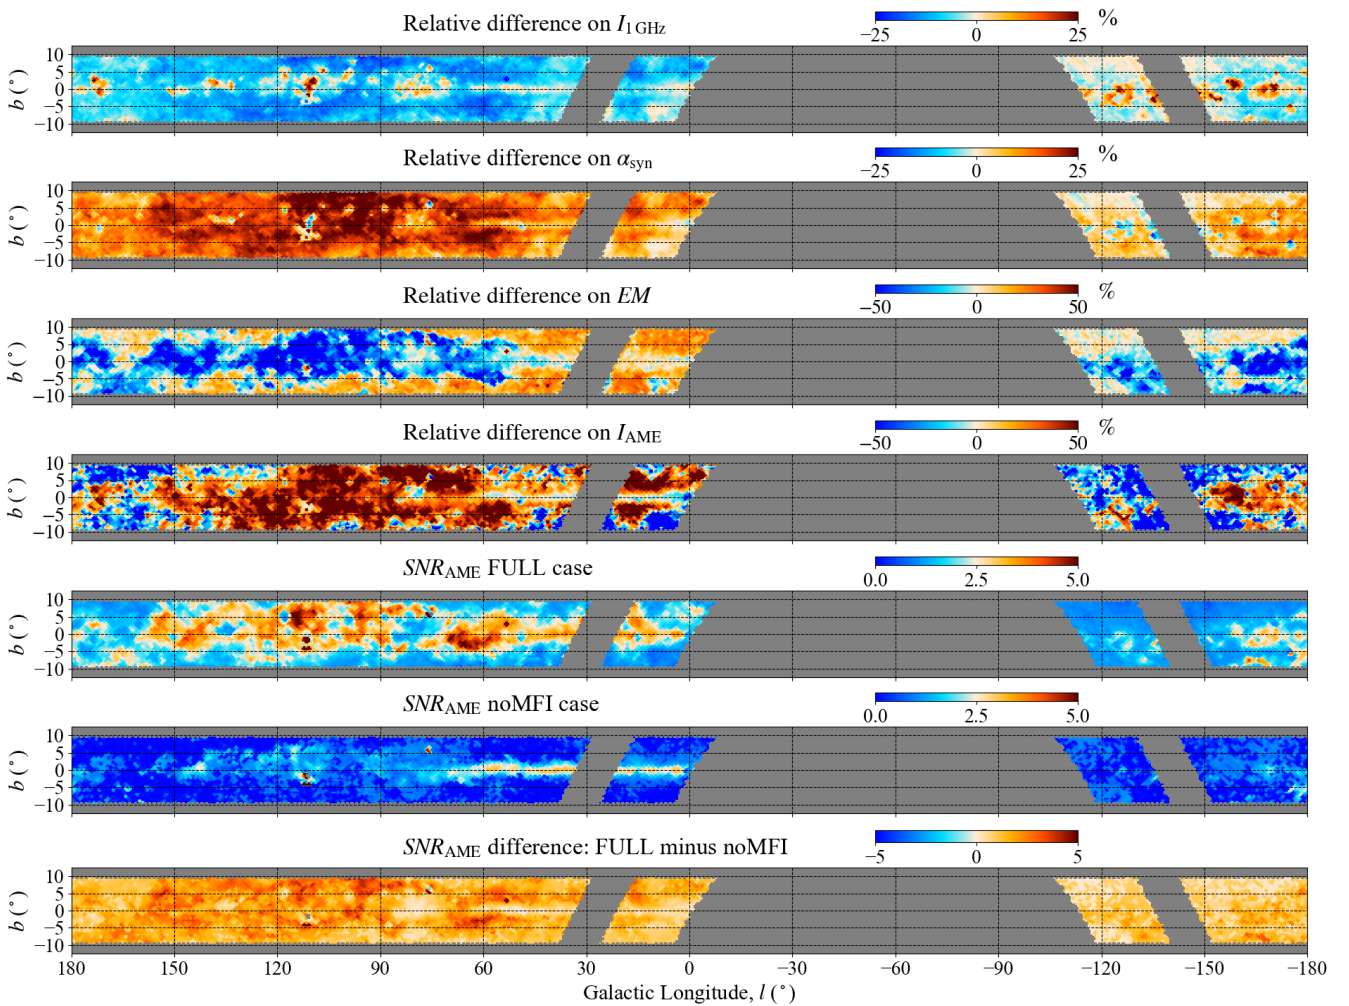 Relative difference on I1 GHz
−25 0 25 %
b (°)
10
5
0
−5
−10
Relative difference on αsyn
−25 0 25 %
b (°)
10
5
0
−5
−10
Relative difference on EM
−50 0 50 %
b (°)
10
5
0
−5
−10
Relative difference on IAME
−50 0 50 %
b (°)
10
5
0
−5
−10
SNRAME FULL case
0.0 2.5 5.0
b (°)
10
5
0
−5
−10
SNRAME noMFI case
0.0 2.5 5.0
b (°)
10
5
0
−5
−10
SNRAME difference: FULL minus noMFI
−5 0 5
b (°)
10
5
0
−5
−10
180 150 120 90 60 30 0 −30 −60 −90 −120 −150 −180
Galactic Longitude, l (°)